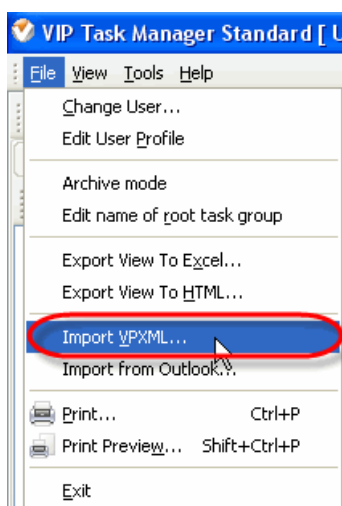 VIP Task Manager Standard [ U
File View Tools Help
Change User...
Edit User Profile
Archive mode
Edit name of root task group
Export View To Excel...
Export View To HTML...
Import VPXML...
Import from Outlook...
Print... Ctrl+P
Print Preview... Shift+Ctrl+P
Exit